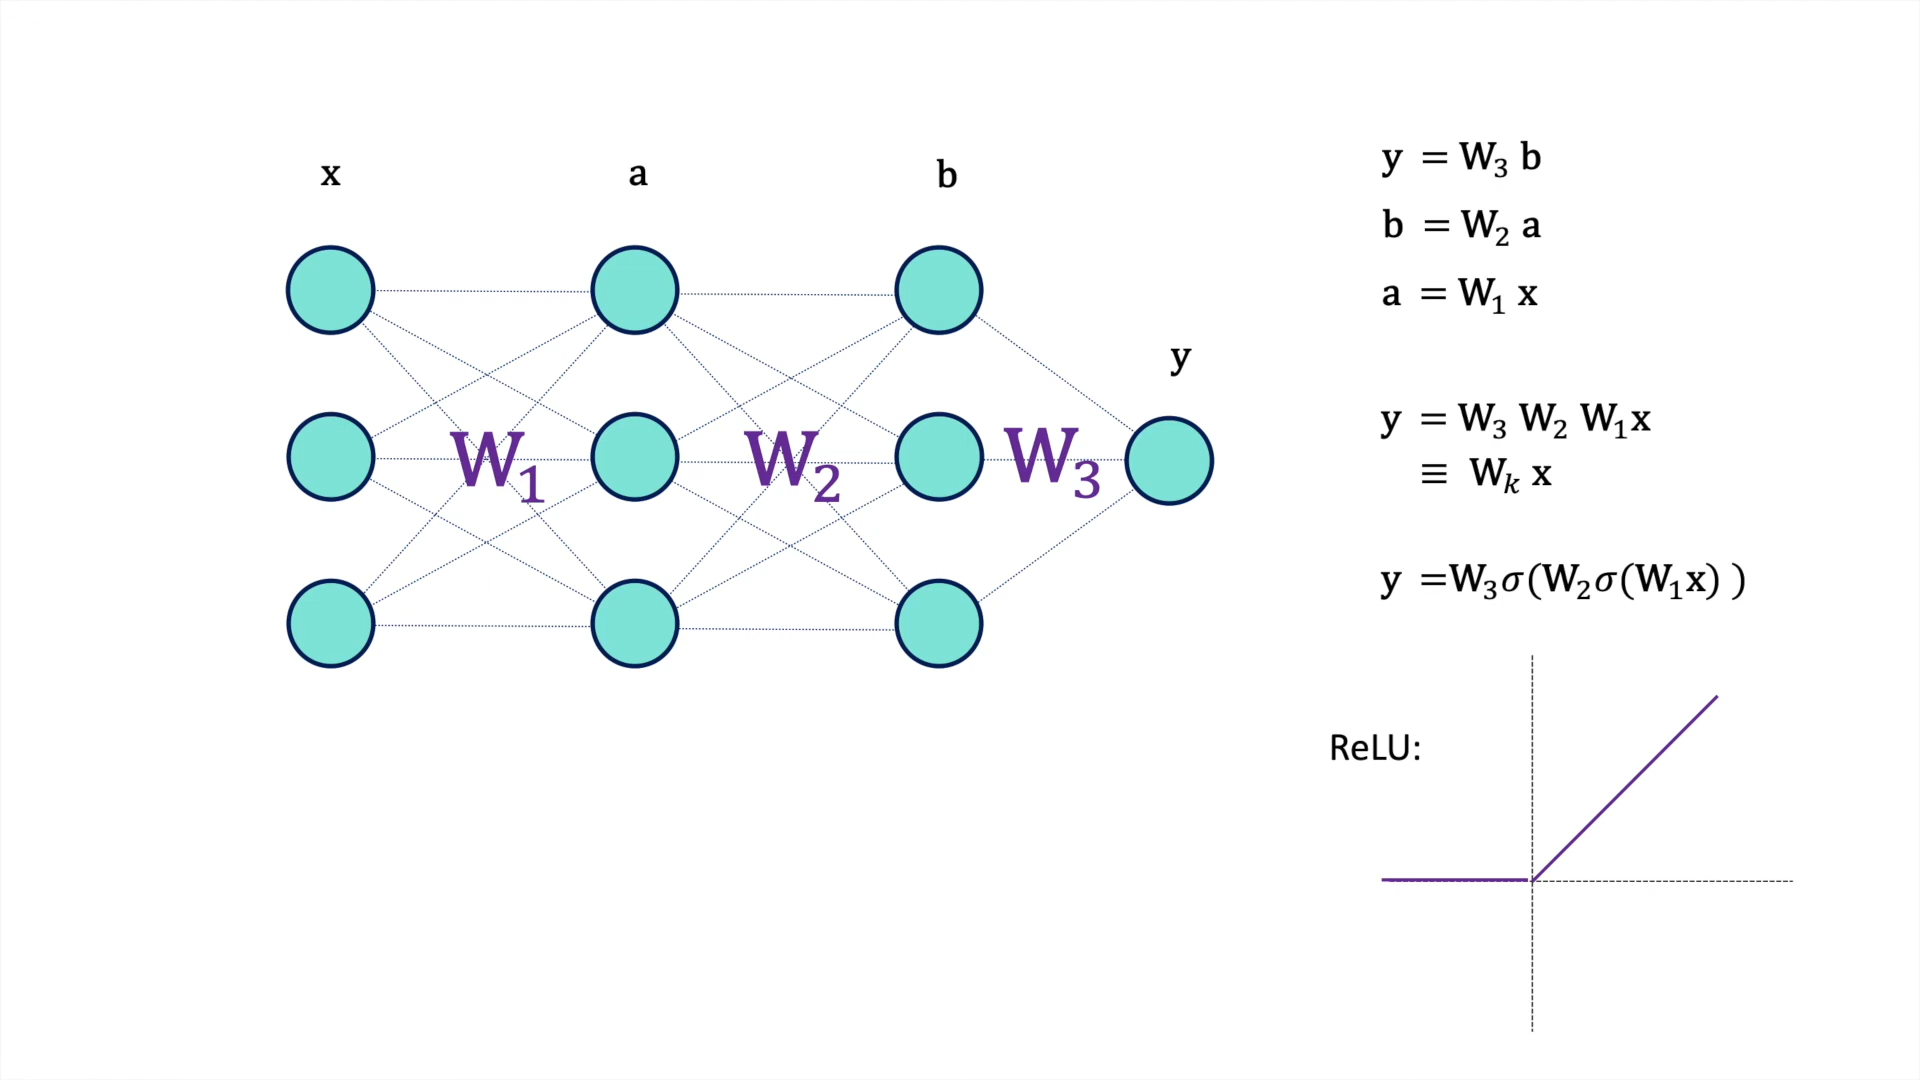 x a b
y
W₁ W₂ W₃
y = W₃ b
b = W₂ a
a = W₁ x
y = W₃ W₂ W₁x
≡ Wₖ x
y =W₃σ(W₂σ(W₁x) )
ReLU: